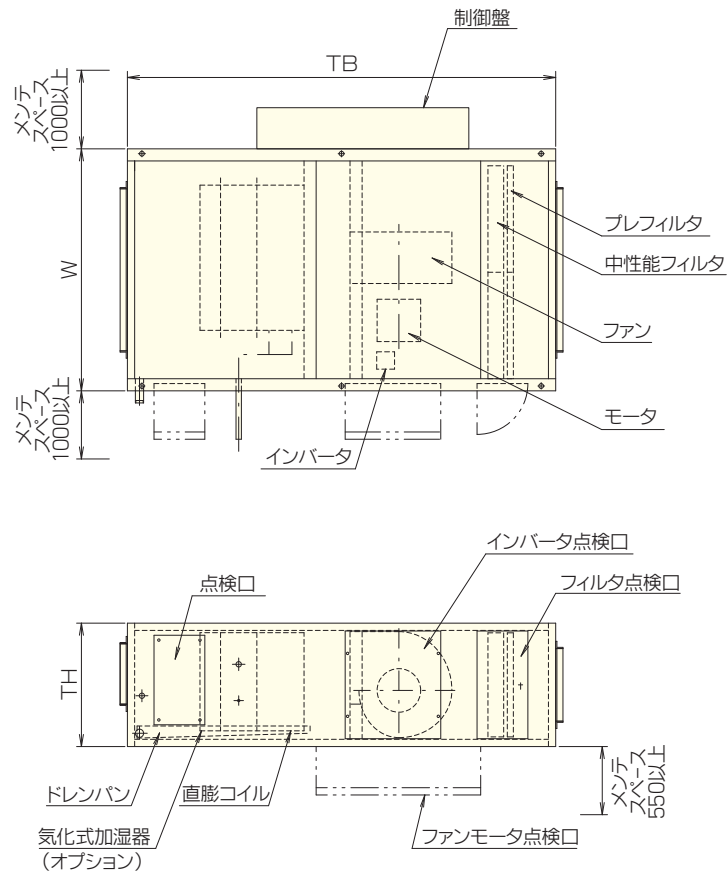 制御盤
TB
メンテ
スペース
1000以上
W
プレフィルタ
中性能フィルタ
ファン
モータ
メンテ
スペース
1000以上
インバータ
インバータ点検口
点検口
フィルタ点検口
TH
ドレンパン
直膨コイル
気化式加湿器
(オプション)
ファンモータ点検口
メンテ
スペース
550以上